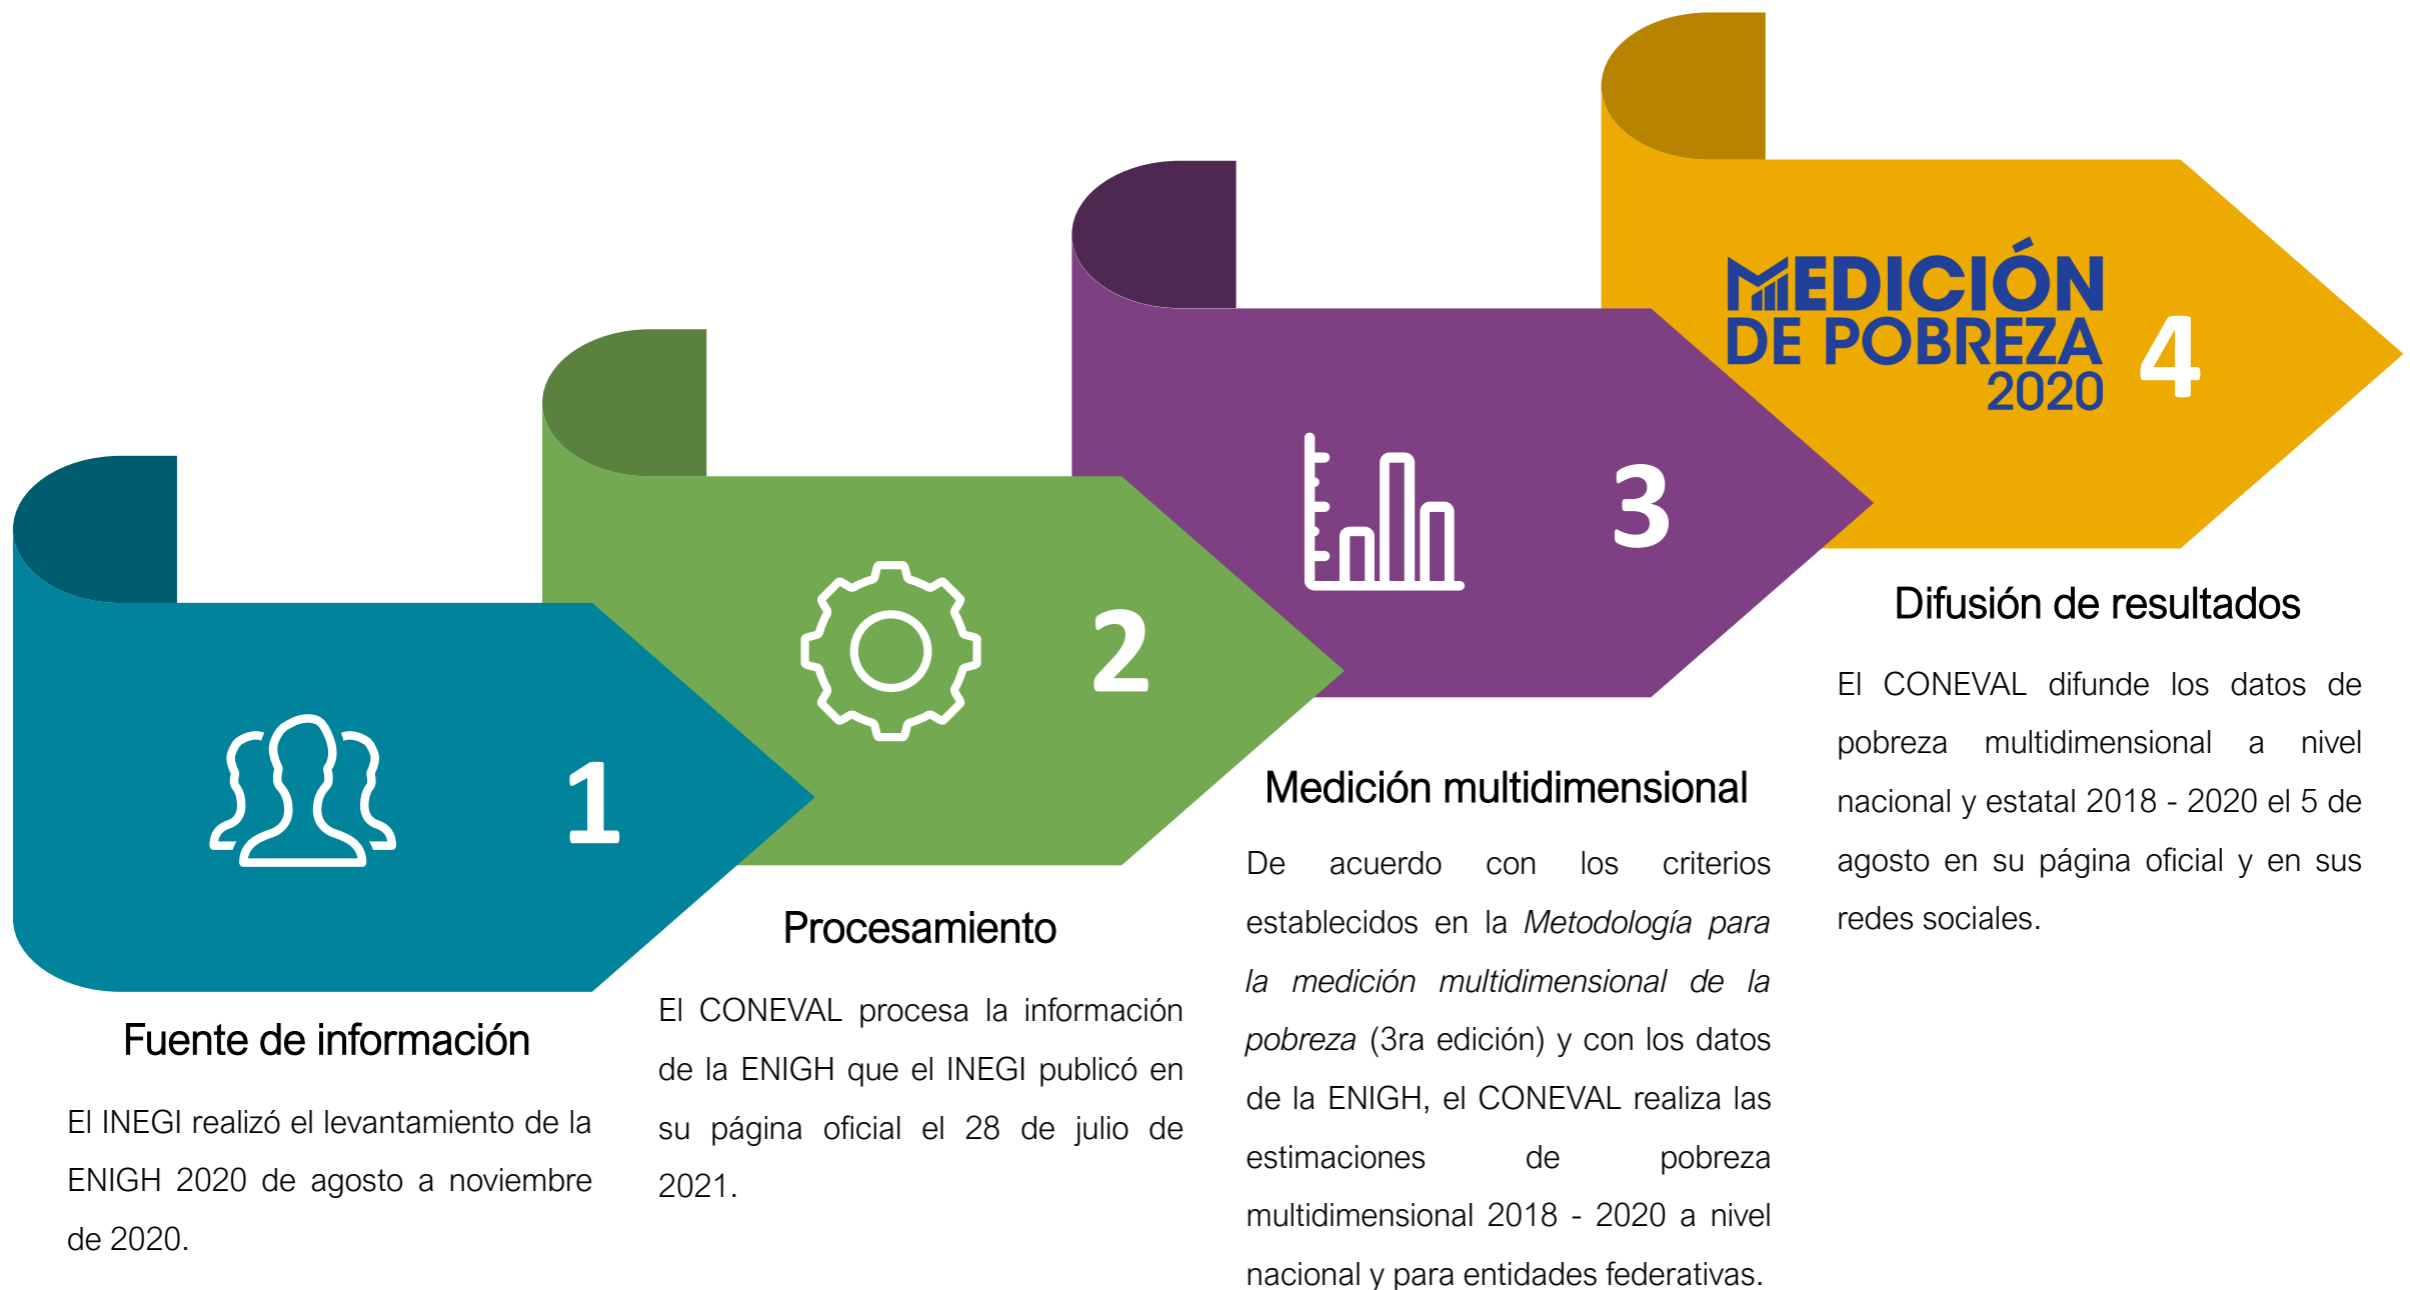 1
Fuente de información
El INEGI realizó el levantamiento de la
ENIGH 2020 de agosto a noviembre
de 2020.
2
Procesamiento
El CONEVAL procesa la información
de la ENIGH que el INEGI publicó en
su página oficial el 28 de julio de
2021.
3
Medición multidimensional
De acuerdo con los criterios
establecidos en la Metodología para
la medición multidimensional de la
pobreza (3ra edición) y con los datos
de la ENIGH, el CONEVAL realiza las
estimaciones de pobreza
multidimensional 2018 - 2020 a nivel
nacional y para entidades federativas.
MEDICIÓN
DE POBREZA
2020
4
Difusión de resultados
El CONEVAL difunde los datos de
pobreza multidimensional a nivel
nacional y estatal 2018 - 2020 el 5 de
agosto en su página oficial y en sus
redes sociales.